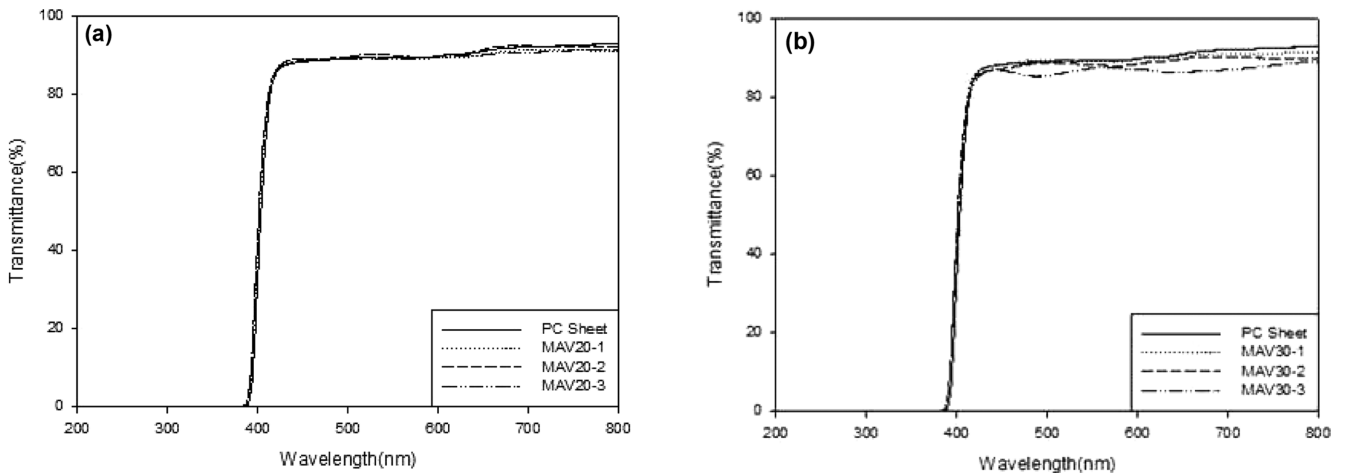 (a)
100
80
60
40
20
0
Transmittance(%)
200 300 400 500 600 700 800
Wavelength(nm)
PC Sheet
MAV20-1
MAV20-2
MAV20-3
(b)
100
80
60
40
20
0
Transmittance(%)
200 300 400 500 600 700 800
Wavelength(nm)
PC Sheet
MAV30-1
MAV30-2
MAV30-3